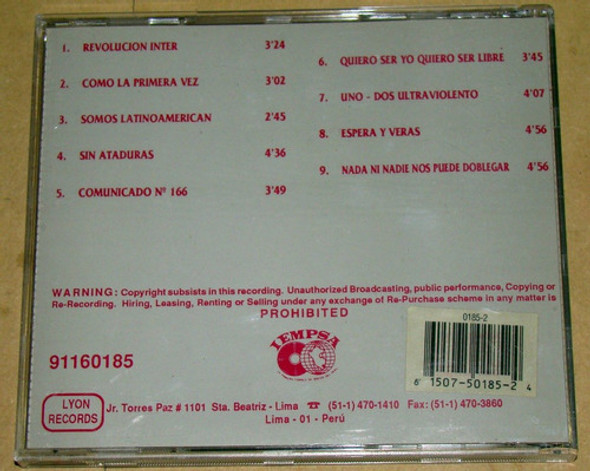 1. REVOLUCION INTER 3'24
2. COMO LA PRIMERA VEZ 3'02
3. SOMOS LATINOAMERICAN 2'45
4. SIN ATADURAS 4'36
5. COMUNICADO Nº 166 3'49
6. QUIERO SER YO QUIERO SER LIBRE 3'45
7. UNO - DOS ULTRAVIOLENTO 4'07
8. ESPERA Y VERAS 4'56
9. NADA NI NADIE NOS PUEDE DOBLEGAR 4'56
WARNING: Copyright subsists in this recording. Unauthorized Broadcasting, public performance, Copying or
Re-Recording. Hiring, Leasing, Renting or Selling under any exchange of Re-Purchase scheme in any matter is
PROHIBITED
IEMPSA
0185-2
6 1507-50185-2 4
91160185
LYON
RECORDS
Jr. Torres Paz # 1101 Sta. Beatriz - Lima ☎ (51-1) 470-1410 Fax: (51-1) 470-3860
Lima - 01 - Perú